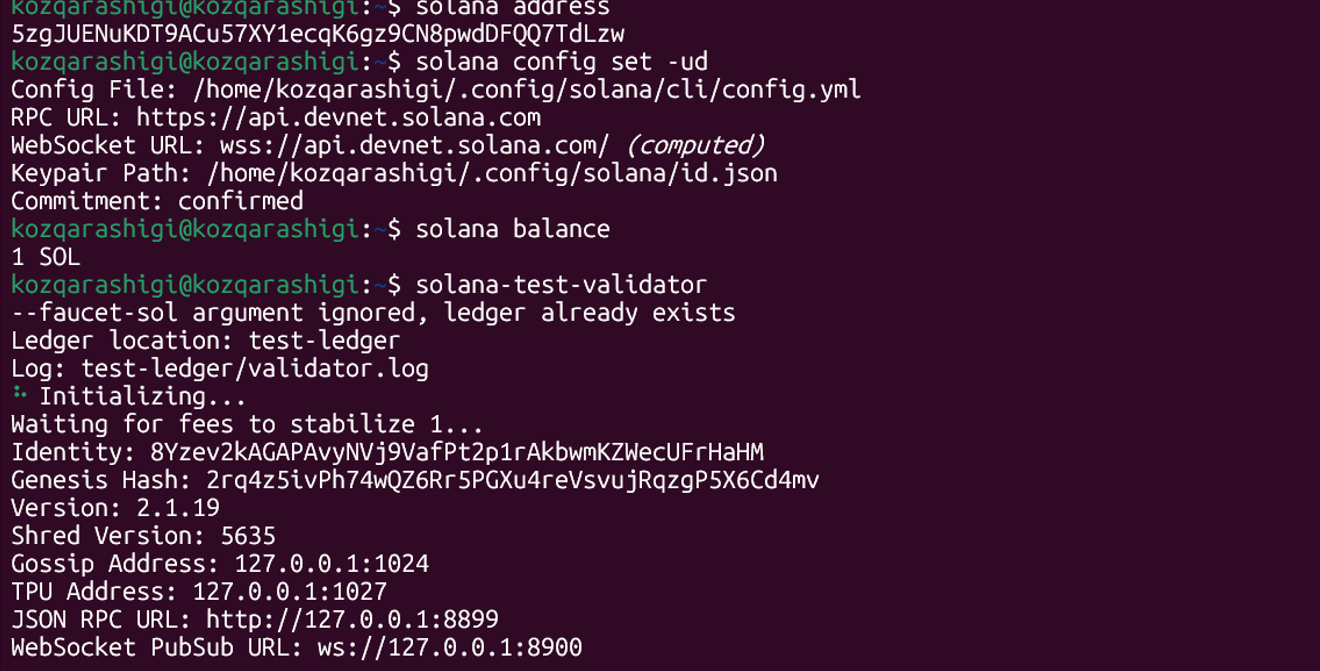 kozqarashigi@kozqarashigi:~$ solana address
5zgJUENuKDT9ACu57XY1ecqK6gz9CN8pwdDFQQ7TdLzw
kozqarashigi@kozqarashigi:~$ solana config set -ud
Config File: /home/kozqarashigi/.config/solana/cli/config.yml
RPC URL: https://api.devnet.solana.com
WebSocket URL: wss://api.devnet.solana.com/ (computed)
Keypair Path: /home/kozqarashigi/.config/solana/id.json
Commitment: confirmed
kozqarashigi@kozqarashigi:~$ solana balance
1 SOL
kozqarashigi@kozqarashigi:~$ solana-test-validator
--faucet-sol argument ignored, ledger already exists
Ledger location: test-ledger
Log: test-ledger/validator.log
⠓ Initializing...
Waiting for fees to stabilize 1...
Identity: 8Yzev2kAGAPAvyNVj9VafPt2p1rAkbwmKZWecUFrHaHM
Genesis Hash: 2rq4z5ivPh74wQZ6Rr5PGXu4reVsvujRqzgP5X6Cd4mv
Version: 2.1.19
Shred Version: 5635
Gossip Address: 127.0.0.1:1024
TPU Address: 127.0.0.1:1027
JSON RPC URL: http://127.0.0.1:8899
WebSocket PubSub URL: ws://127.0.0.1:8900